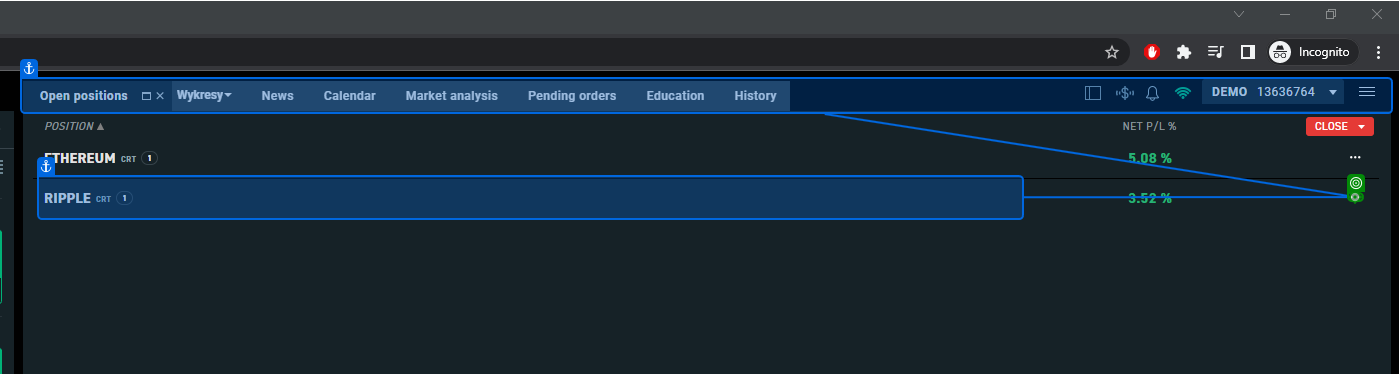 Incognito
Open positions Wykresy News Calendar Market analysis Pending orders Education History DEMO 13636764
POSITION NET P/L % CLOSE
ETHEREUM CRT 1 5.08 %
RIPPLE CRT 1 3.52 %